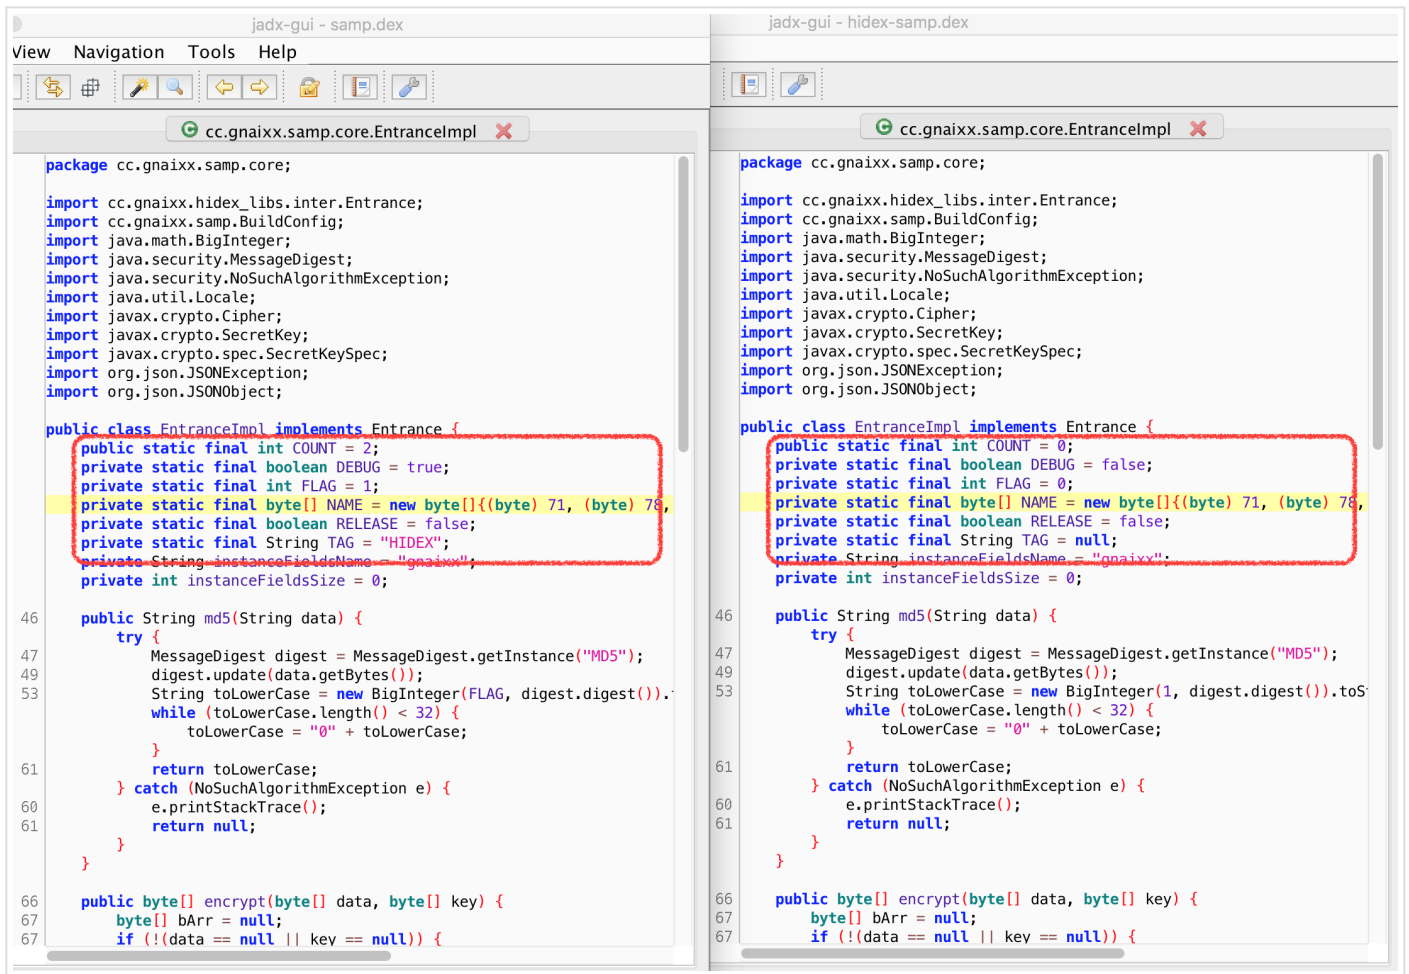 jadx-gui - samp.dex
View Navigation Tools Help
cc.gnaixx.samp.core.EntranceImpl
package cc.gnaixx.samp.core;
import cc.gnaixx.hidex_libs.inter.Entrance;
import cc.gnaixx.samp.BuildConfig;
import java.math.BigInteger;
import java.security.MessageDigest;
import java.security.NoSuchAlgorithmException;
import java.util.Locale;
import javax.crypto.Cipher;
import javax.crypto.SecretKey;
import javax.crypto.spec.SecretKeySpec;
import org.json.JSONException;
import org.json.JSONObject;
public class EntranceImpl implements Entrance {
public static final int COUNT = 2;
private static final boolean DEBUG = true;
private static final int FLAG = 1;
private static final byte[] NAME = new byte[]{(byte) 71, (byte) 78,
private static final boolean RELEASE = false;
private static final String TAG = "HIDEX";
private String instanceFieldsName = "gnaixx";
private int instanceFieldsSize = 0;
46 public String md5(String data) {
try {
47 MessageDigest digest = MessageDigest.getInstance("MD5");
49 digest.update(data.getBytes());
53 String toLowerCase = new BigInteger(FLAG, digest.digest()).
while (toLowerCase.length() < 32) {
toLowerCase = "0" + toLowerCase;
}
61 return toLowerCase;
} catch (NoSuchAlgorithmException e) {
60 e.printStackTrace();
61 return null;
}
}
66 public byte[] encrypt(byte[] data, byte[] key) {
67 byte[] bArr = null;
67 if (!(data == null || key == null)) {
jadx-gui - hidex-samp.dex
cc.gnaixx.samp.core.EntranceImpl
package cc.gnaixx.samp.core;
import cc.gnaixx.hidex_libs.inter.Entrance;
import cc.gnaixx.samp.BuildConfig;
import java.math.BigInteger;
import java.security.MessageDigest;
import java.security.NoSuchAlgorithmException;
import java.util.Locale;
import javax.crypto.Cipher;
import javax.crypto.SecretKey;
import javax.crypto.spec.SecretKeySpec;
import org.json.JSONException;
import org.json.JSONObject;
public class EntranceImpl implements Entrance {
public static final int COUNT = 0;
private static final boolean DEBUG = false;
private static final int FLAG = 0;
private static final byte[] NAME = new byte[]{(byte) 71, (byte) 78,
private static final boolean RELEASE = false;
private static final String TAG = null;
private String instanceFieldsName = "gnaixx";
private int instanceFieldsSize = 0;
46 public String md5(String data) {
try {
47 MessageDigest digest = MessageDigest.getInstance("MD5");
49 digest.update(data.getBytes());
53 String toLowerCase = new BigInteger(1, digest.digest()).toS
while (toLowerCase.length() < 32) {
toLowerCase = "0" + toLowerCase;
}
61 return toLowerCase;
} catch (NoSuchAlgorithmException e) {
60 e.printStackTrace();
61 return null;
}
}
66 public byte[] encrypt(byte[] data, byte[] key) {
67 byte[] bArr = null;
67 if (!(data == null || key == null)) {